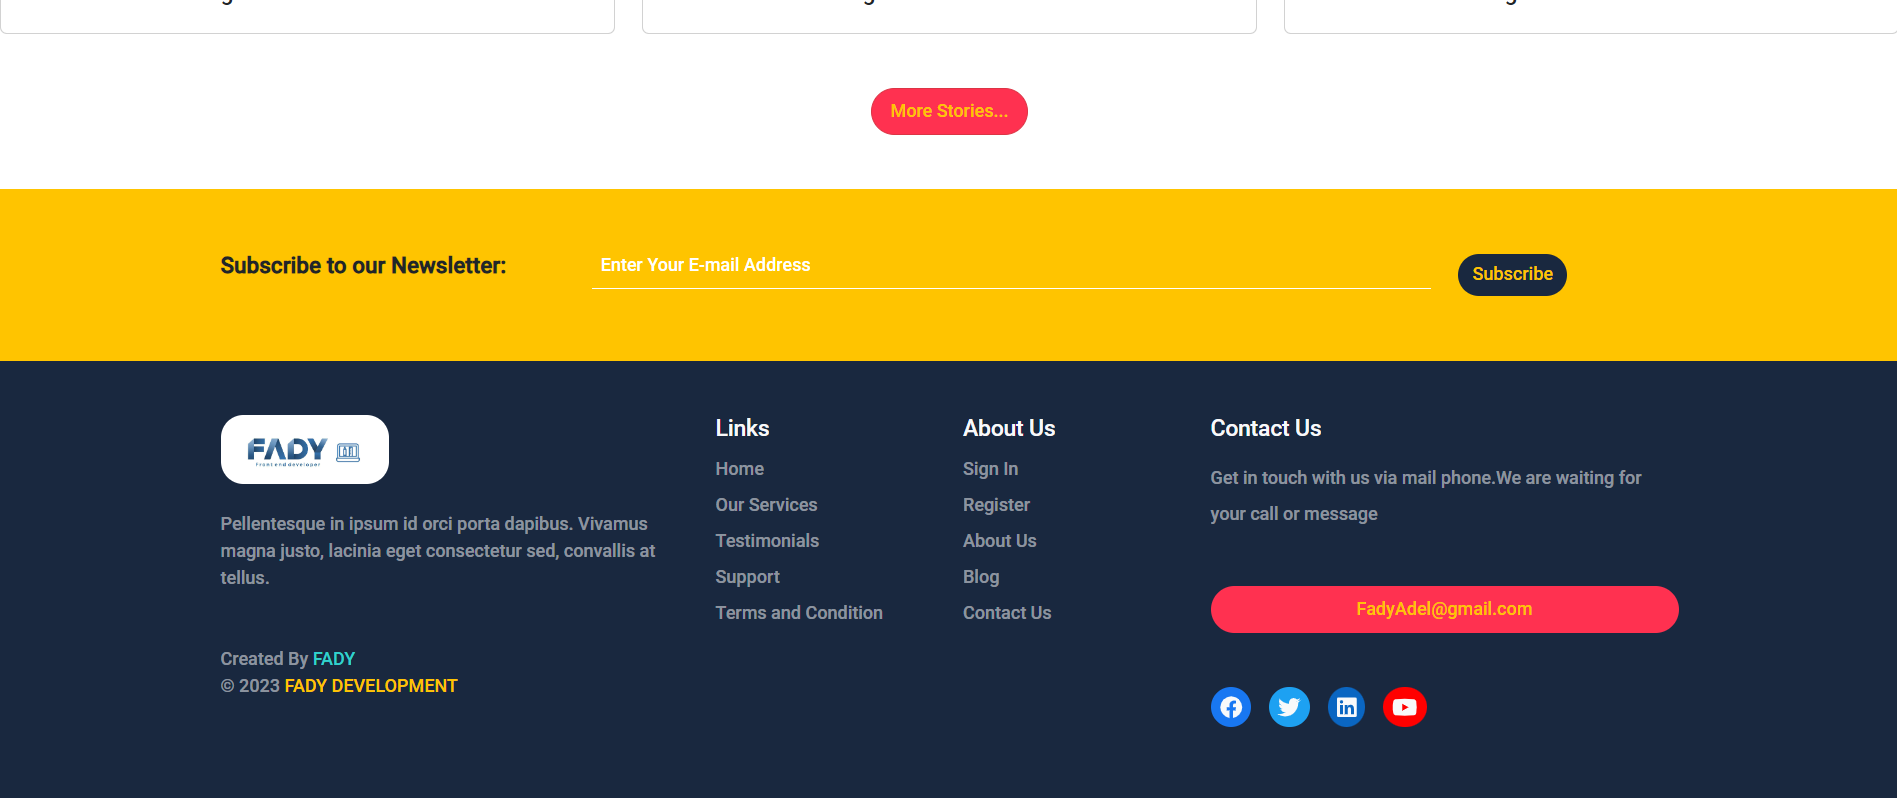 More Stories...
Subscribe to our Newsletter:
Enter Your E-mail Address
Subscribe
FADY
Front end developer
Pellentesque in ipsum id orci porta dapibus. Vivamus
magna justo, lacinia eget consectetur sed, convallis at
tellus.
Created By FADY
© 2023 FADY DEVELOPMENT
Links
Home
Our Services
Testimonials
Support
Terms and Condition
About Us
Sign In
Register
About Us
Blog
Contact Us
Contact Us
Get in touch with us via mail phone.We are waiting for
your call or message
FadyAdel@gmail.com